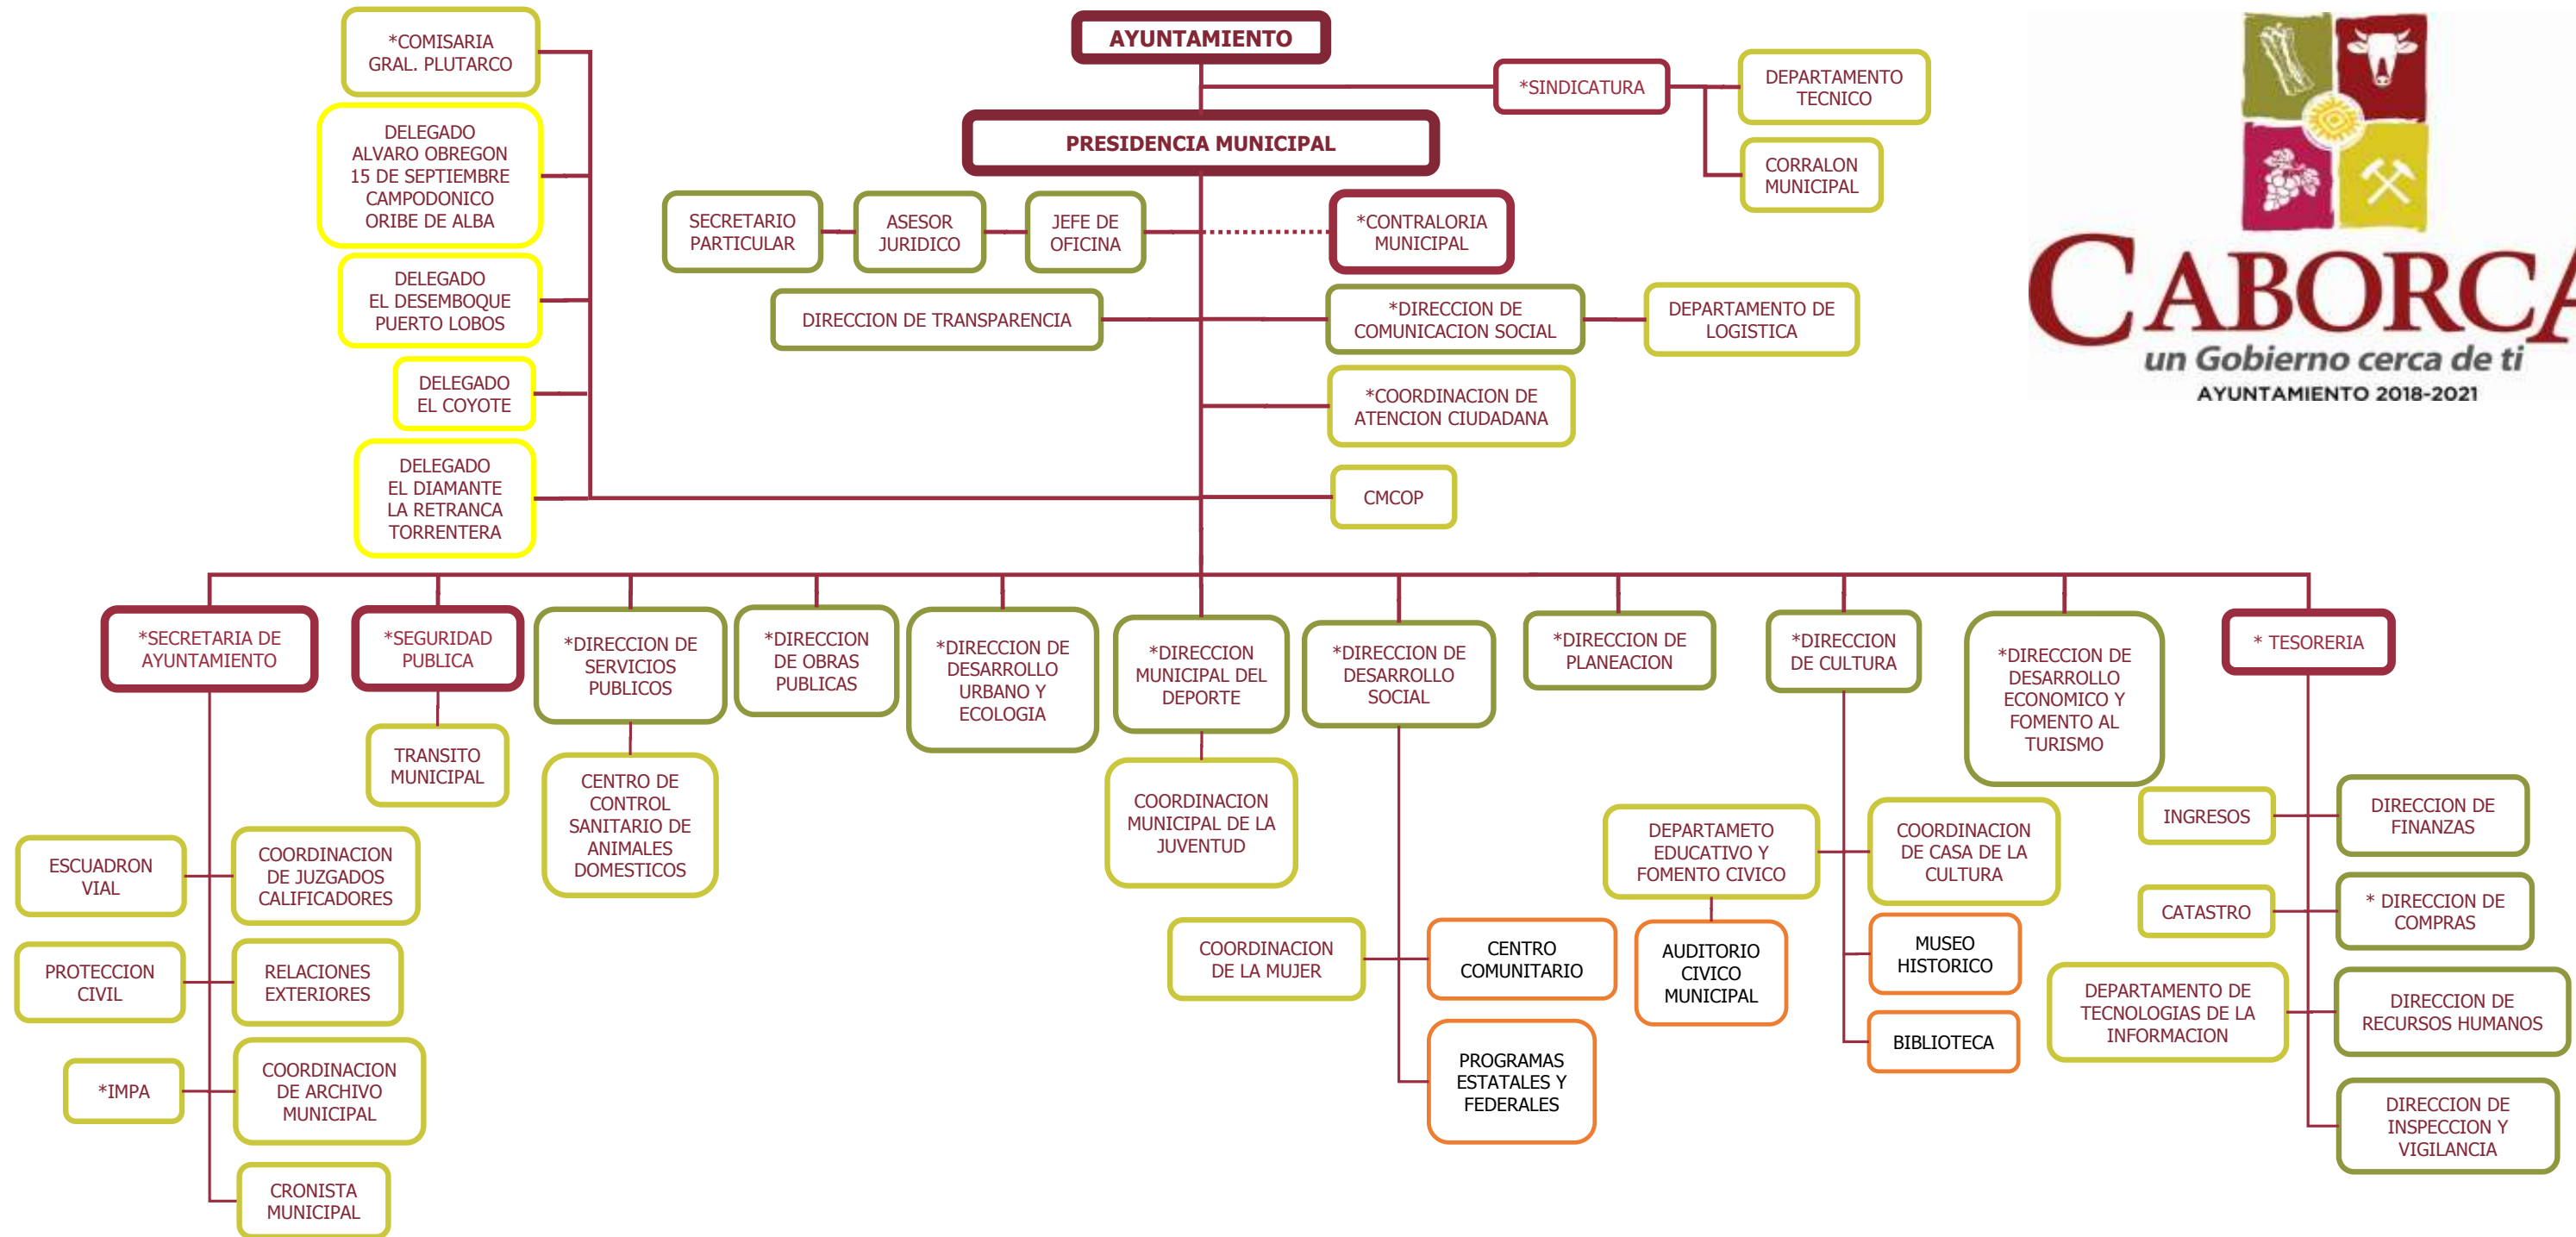 *COMISARIA
GRAL. PLUTARCO
DELEGADO
ALVARO OBREGON
15 DE SEPTIEMBRE
CAMPODONICO
ORIBE DE ALBA
DELEGADO
EL DESEMBOQUE
PUERTO LOBOS
DELEGADO
EL COYOTE
DELEGADO
EL DIAMANTE
LA RETRANCA
TORRENTERA
AYUNTAMIENTO
*SINDICATURA
DEPARTAMENTO
TECNICO
CORRALON
MUNICIPAL
PRESIDENCIA MUNICIPAL
SECRETARIO
PARTICULAR
ASESOR
JURIDICO
JEFE DE
OFICINA
*CONTRALORIA
MUNICIPAL
DIRECCION DE TRANSPARENCIA
*DIRECCION DE
COMUNICACION SOCIAL
DEPARTAMENTO DE
LOGISTICA
*COORDINACION DE
ATENCION CIUDADANA
CMCOP
CABORCA
un Gobierno cerca de ti
AYUNTAMIENTO 2018-2021
*SECRETARIA DE
AYUNTAMIENTO
*SEGURIDAD
PUBLICA
*DIRECCION DE
SERVICIOS
PUBLICOS
*DIRECCION
DE OBRAS
PUBLICAS
*DIRECCION DE
DESARROLLO
URBANO Y
ECOLOGIA
*DIRECCION
MUNICIPAL DEL
DEPORTE
*DIRECCION DE
DESARROLLO
SOCIAL
*DIRECCION DE
PLANEACION
*DIRECCION
DE CULTURA
*DIRECCION DE
DESARROLLO
ECONOMICO Y
FOMENTO AL
TURISMO
* TESORERIA
TRANSITO
MUNICIPAL
CENTRO DE
CONTROL
SANITARIO DE
ANIMALES
DOMESTICOS
COORDINACION
MUNICIPAL DE LA
JUVENTUD
ESCUADRON
VIAL
COORDINACION
DE JUZGADOS
CALIFICADORES
PROTECCION
CIVIL
RELACIONES
EXTERIORES
*IMPA
COORDINACION
DE ARCHIVO
MUNICIPAL
CRONISTA
MUNICIPAL
COORDINACION
DE LA MUJER
CENTRO
COMUNITARIO
PROGRAMAS
ESTATALES Y
FEDERALES
DEPARTAMETO
EDUCATIVO Y
FOMENTO CIVICO
COORDINACION
DE CASA DE LA
CULTURA
AUDITORIO
CIVICO
MUNICIPAL
MUSEO
HISTORICO
BIBLIOTECA
INGRESOS
DIRECCION DE
FINANZAS
CATASTRO
* DIRECCION DE
COMPRAS
DEPARTAMENTO DE
TECNOLOGIAS DE LA
INFORMACION
DIRECCION DE
RECURSOS HUMANOS
DIRECCION DE
INSPECCION Y
VIGILANCIA